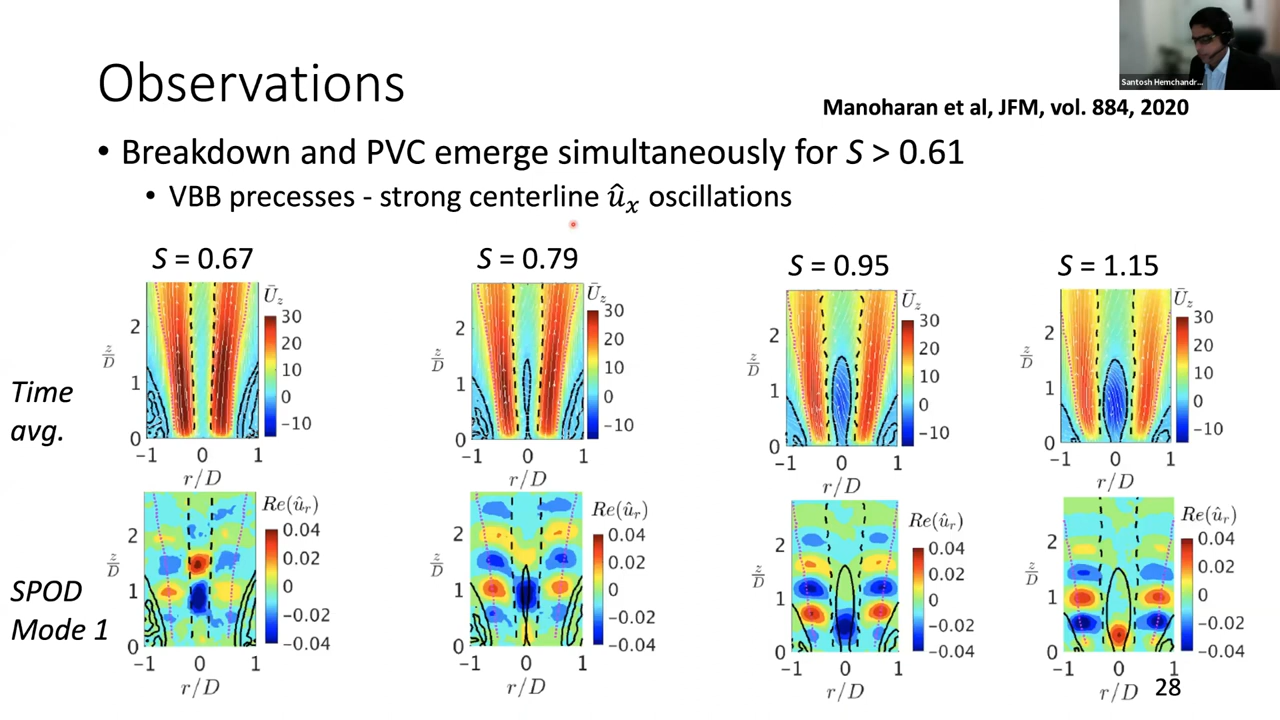 Santosh Hemchandr...
Observations
Manoharan et al, JFM, vol. 884, 2020
• Breakdown and PVC emerge simultaneously for S > 0.61
• VBB precesses - strong centerline û_x oscillations
S = 0.67
S = 0.79
S = 0.95
S = 1.15
Time
avg.
z/D
2
1
0
−1 0 1
r/D
Ū_z
30
20
10
0
−10
z/D
2
1
0
−1 0 1
r/D
Ū_z
30
20
10
0
−10
z/D
2
1
0
−1 0 1
r/D
Ū_z
30
20
10
0
−10
z/D
2
1
0
−1 0 1
r/D
Ū_z
30
20
10
0
−10
SPOD
Mode 1
z/D
2
1
0
−1 0 1
r/D
Re(û_r)
0.04
0.02
0
−0.02
−0.04
z/D
2
1
0
−1 0 1
r/D
Re(û_r)
0.04
0.02
0
−0.02
−0.04
z/D
2
1
0
−1 0 1
r/D
Re(û_r)
0.04
0.02
0
−0.02
−0.04
z/D
2
1
0
−1 0 1
r/D
Re(û_r)
0.04
0.02
0
−0.02
−0.04
28